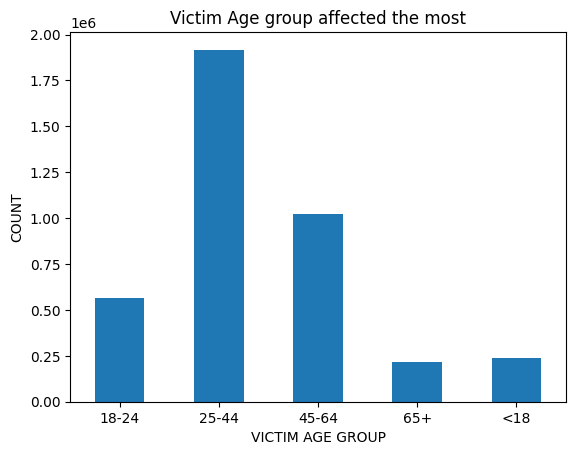 Victim Age group affected the most
1e6
2.00
1.75
1.50
1.25
1.00
0.75
0.50
0.25
0.00
COUNT
18-24 25-44 45-64 65+ <18
VICTIM AGE GROUP